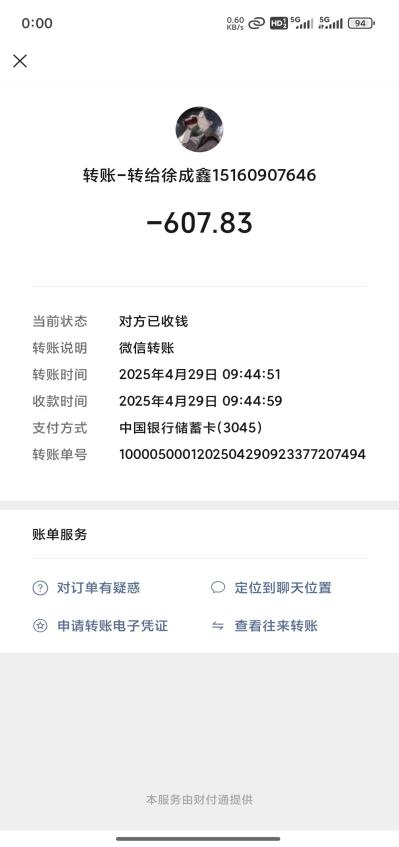 0:00
0.60 KB/s HD 5G 5G 94
转账-转给徐成鑫15160907646
-607.83
当前状态 对方已收钱
转账说明 微信转账
转账时间 2025年4月29日 09:44:51
收款时间 2025年4月29日 09:44:59
支付方式 中国银行储蓄卡(3045)
转账单号 1000050001202504290923377207494
账单服务
对订单有疑惑 定位到聊天位置
申请转账电子凭证 查看往来转账
本服务由财付通提供